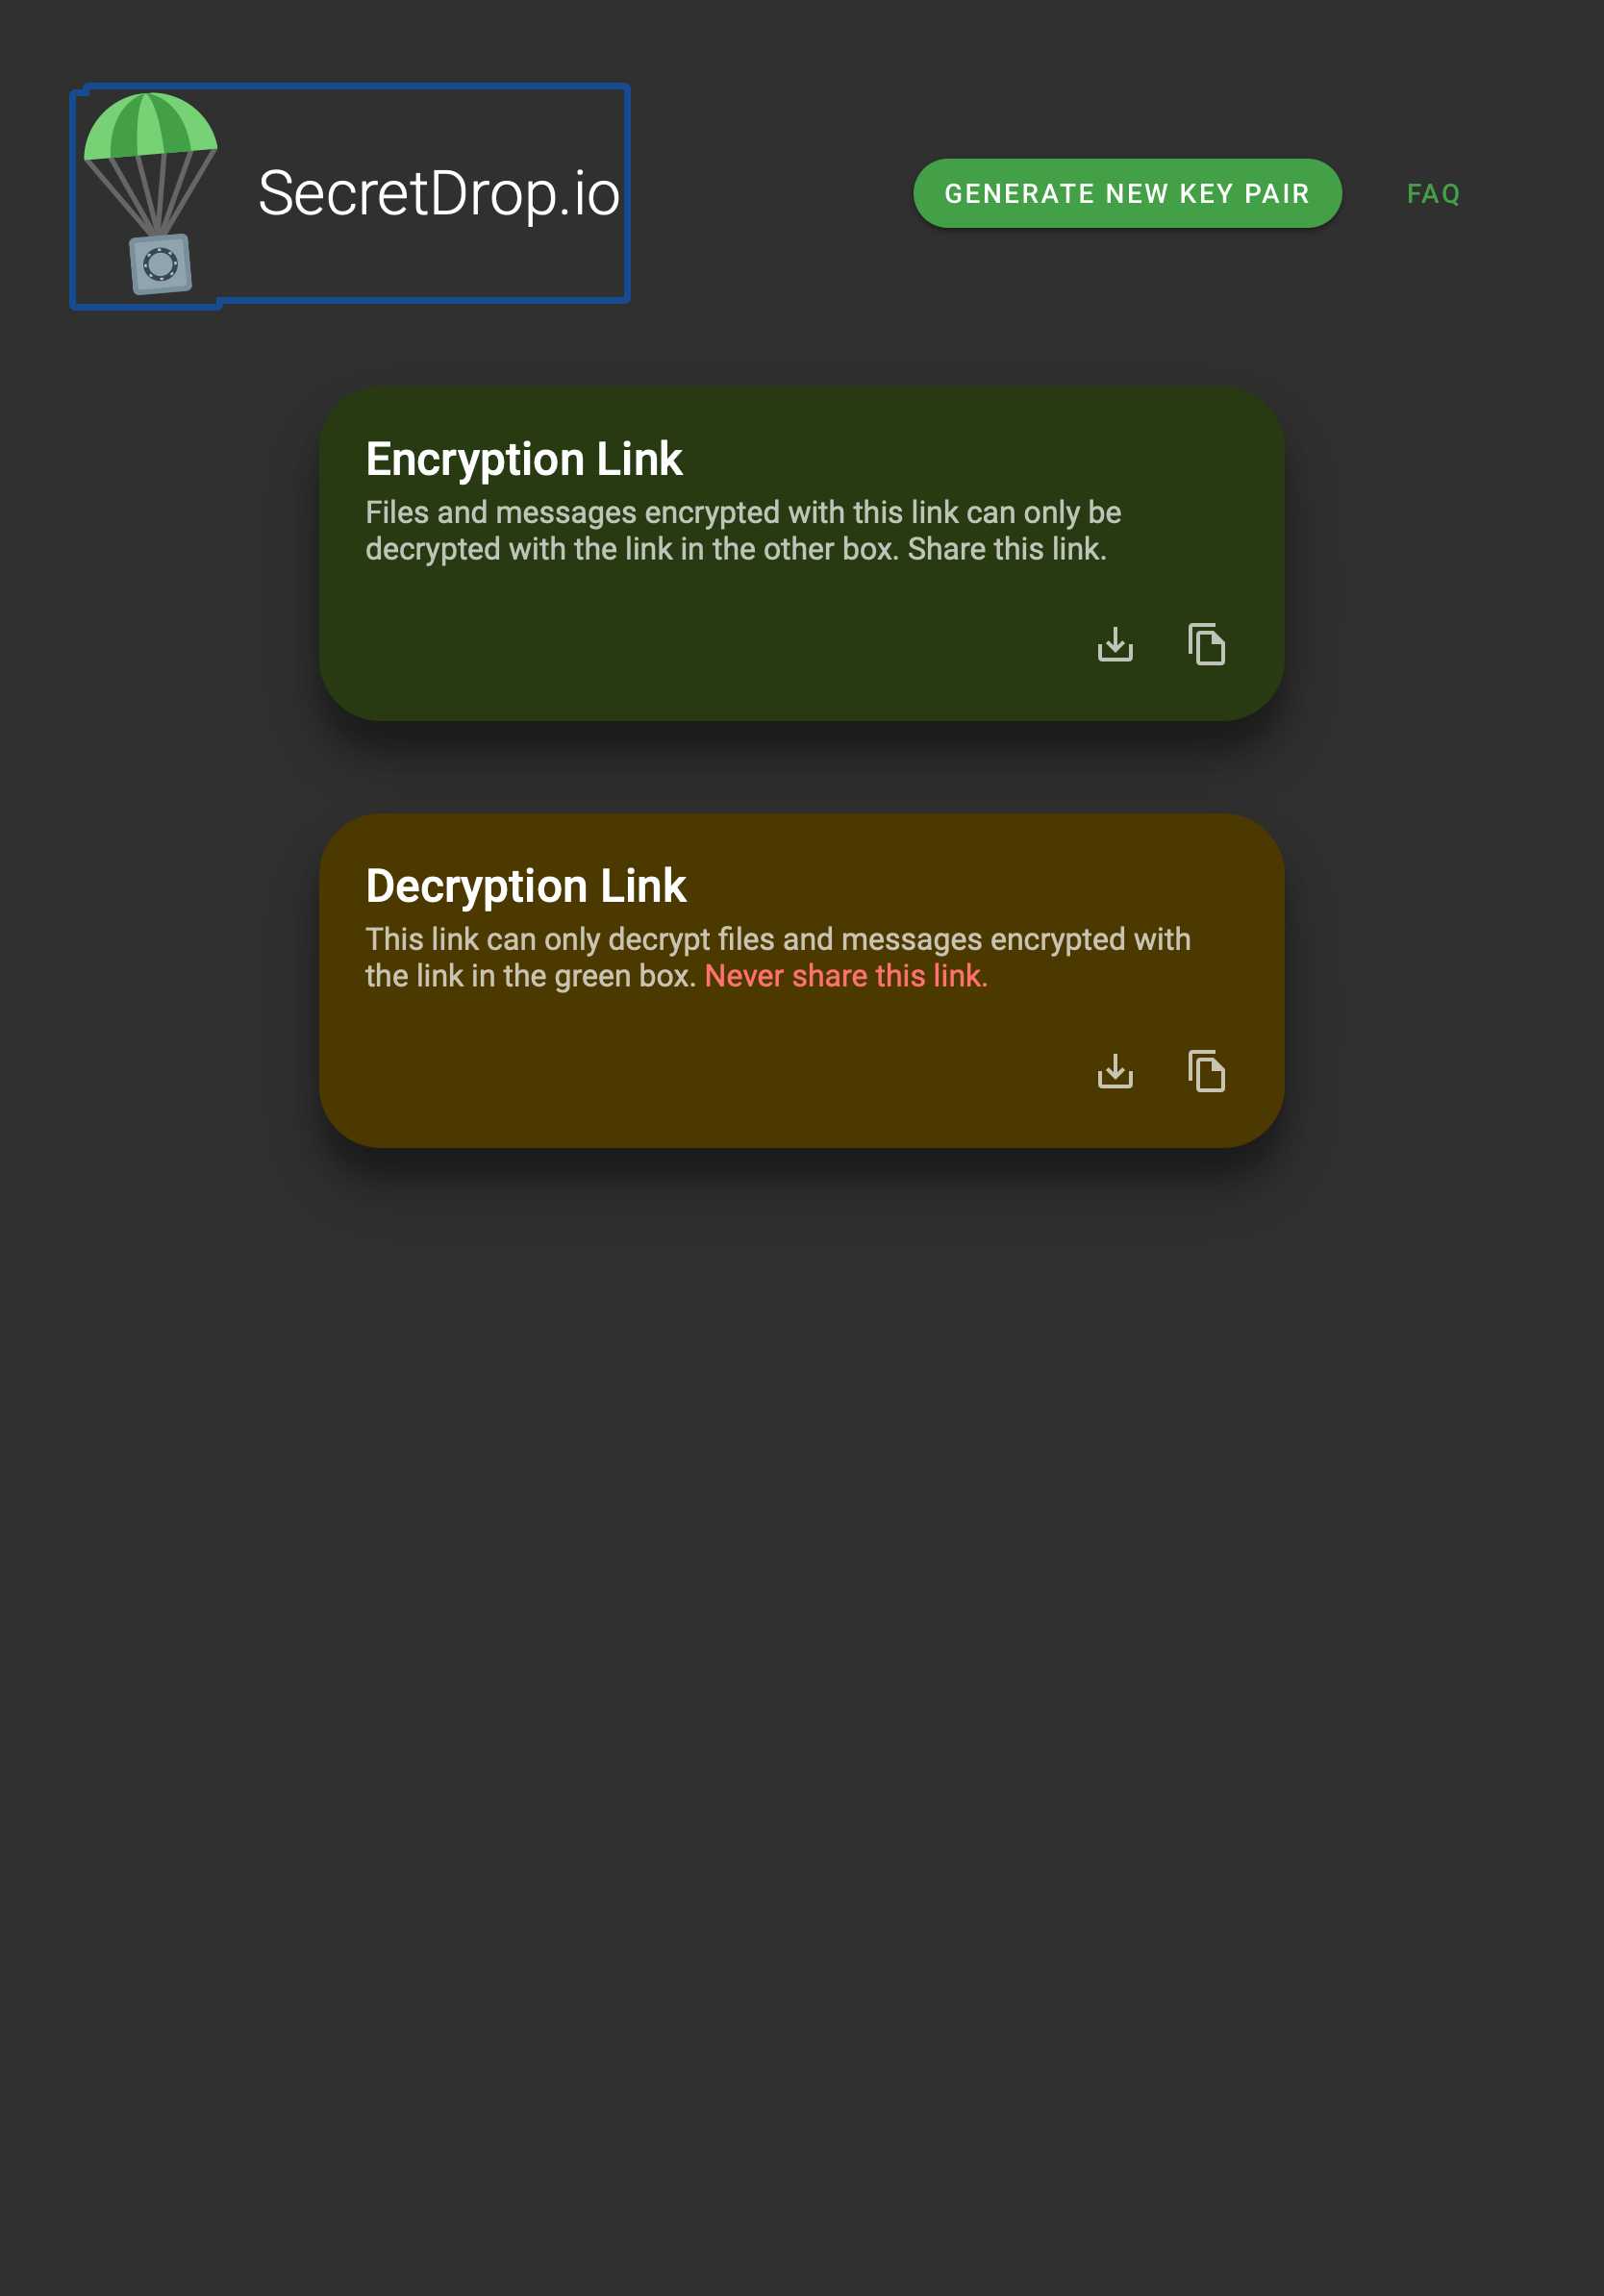 SecretDrop.io
GENERATE NEW KEY PAIR
FAQ
Encryption Link
Files and messages encrypted with this link can only be
decrypted with the link in the other box. Share this link.
Decryption Link
This link can only decrypt files and messages encrypted with
the link in the green box. Never share this link.